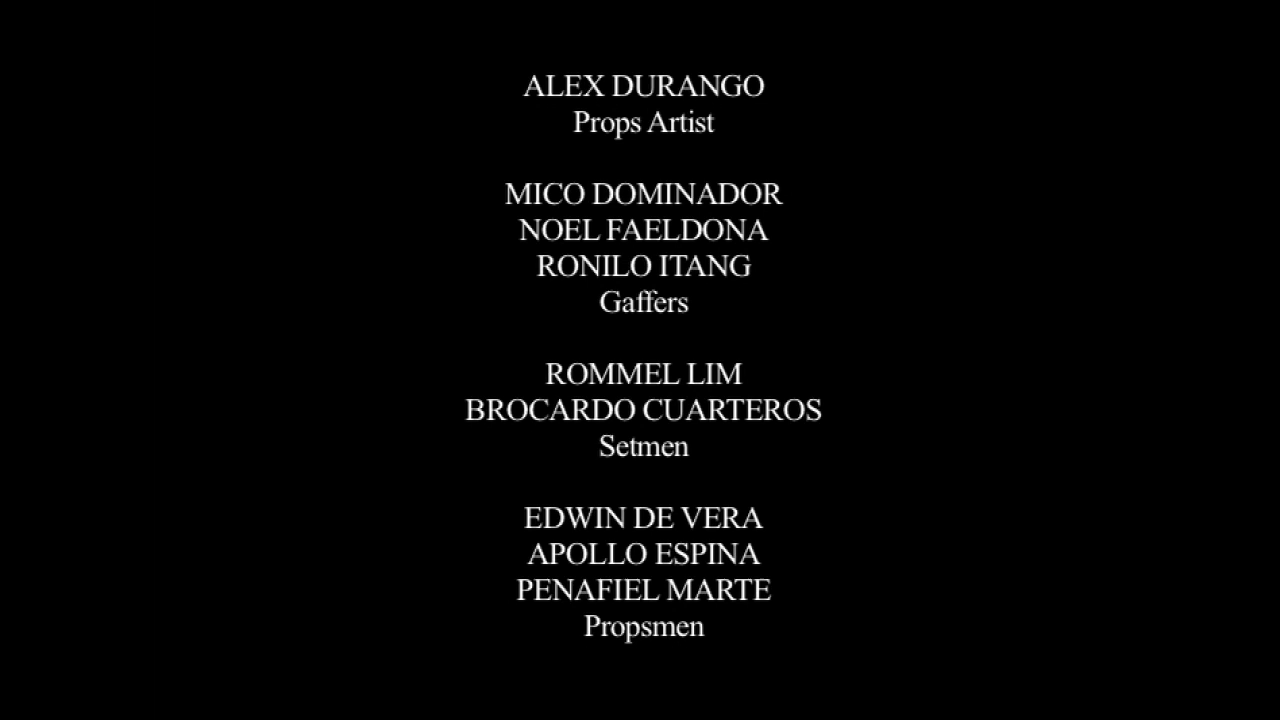 ALEX DURANGO
Props Artist
MICO DOMINADOR
NOEL FAELDONA
RONILO ITANG
Gaffers
ROMMEL LIM
BROCARDO CUARTEROS
Setmen
EDWIN DE VERA
APOLLO ESPINA
PENAFIEL MARTE
Propsmen